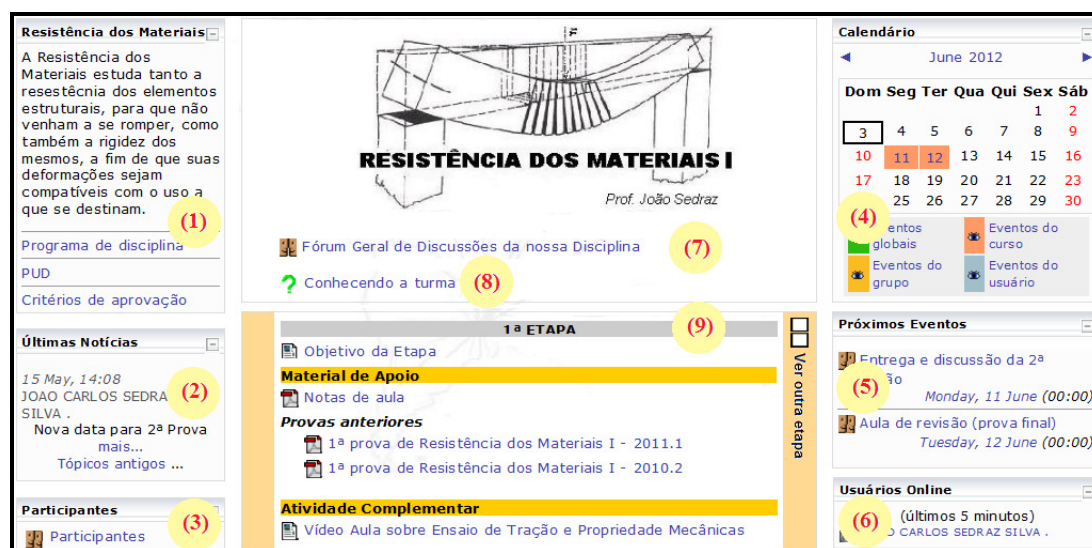 Resistência dos Materiais
A Resistência dos
Materiais estuda tanto a
resestêcnia dos elementos
estruturais, para que não
venham a se romper, como
também a rigidez dos
mesmos, a fim de que suas
deformações sejam
compatíveis com o uso a
que se destinam.
(1)
Programa de disciplina
PUD
Critérios de aprovação
Últimas Notícias
15 May, 14:08
JOAO CARLOS SEDRA
(2)
SILVA .
Nova data para 2ª Prova
mais...
Tópicos antigos ...
Participantes
(3)
Participantes
RESISTÊNCIA DOS MATERIAIS I
Prof. João Sedraz
Fórum Geral de Discussões da nossa Disciplina
(7)
Conhecendo a turma
(8)
1ª ETAPA
(9)
Objetivo da Etapa
Material de Apoio
Notas de aula
Provas anteriores
1ª prova de Resistência dos Materiais I - 2011.1
1ª prova de Resistência dos Materiais I - 2010.2
Atividade Complementar
Vídeo Aula sobre Ensaio de Tração e Propriedade Mecânicas
Ver outra etapa
Calendário
June 2012
Dom Seg Ter Qua Qui Sex Sáb
1 2
3 4 5 6 7 8 9
10 11 12 13 14 15 16
17 18 19 20 21 22 23
25 26 27 28 29 30
(4)
globais
Eventos do
curso
Eventos do
grupo
Eventos do
usuário
Próximos Eventos
Entrega e discussão da 2ª
(5)
Monday, 11 June (00:00)
Aula de revisão (prova final)
Tuesday, 12 June (00:00)
Usuários Online
(últimos 5 minutos)
(6)
CARLOS SEDRAZ SILVA .